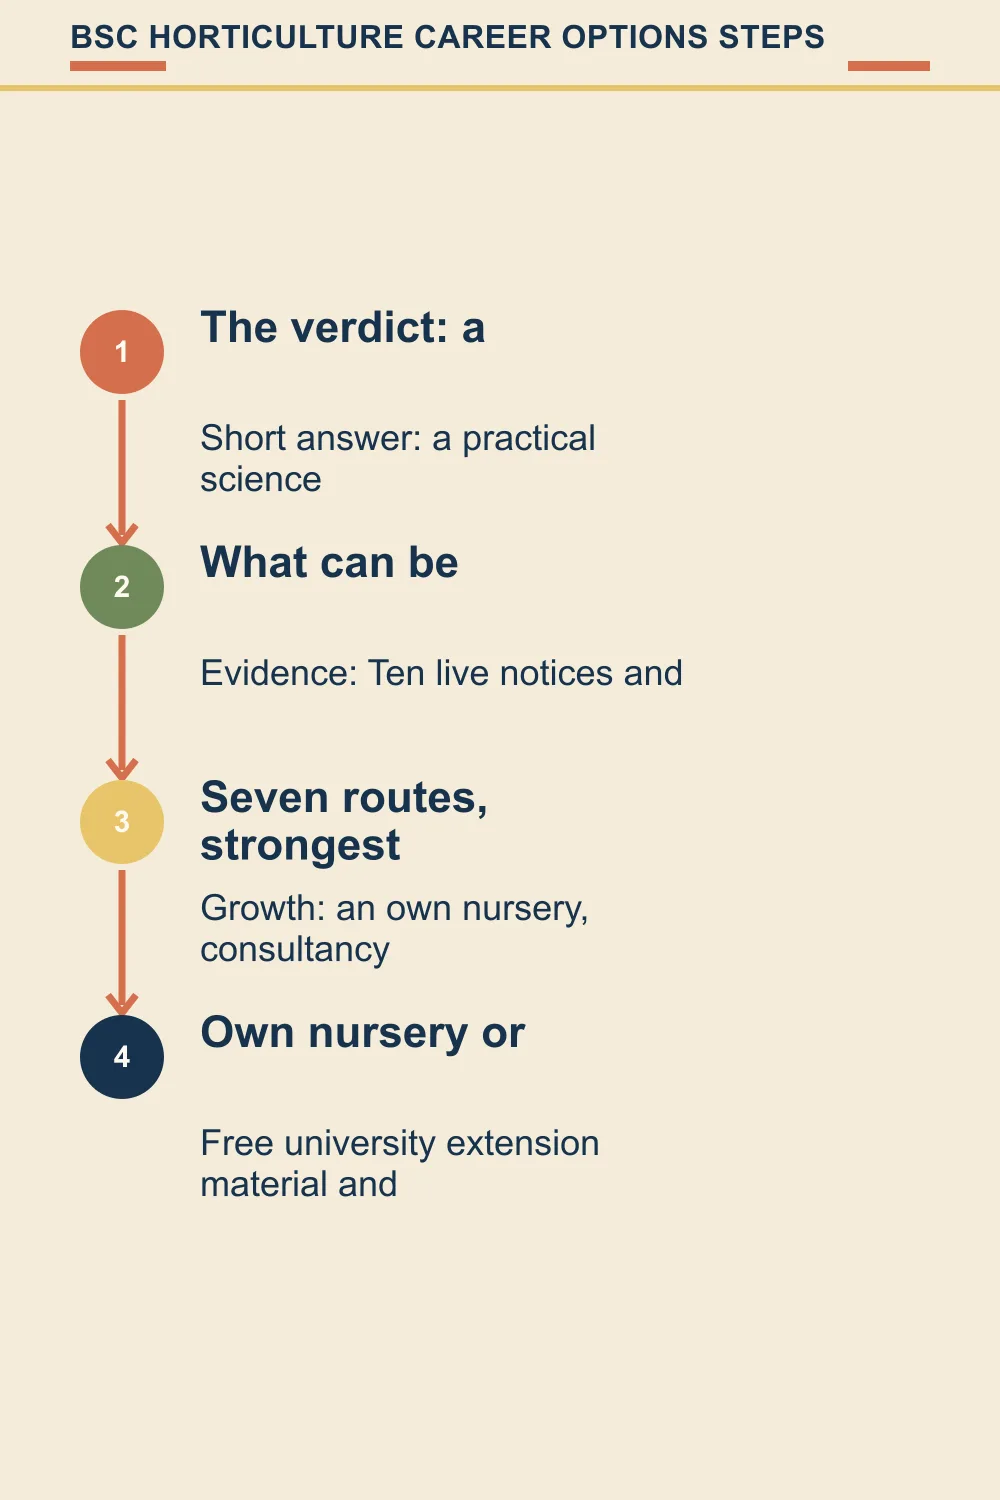 BSC HORTICULTURE CAREER OPTIONS STEPS
1
The verdict: a
Short answer: a practical
science
2
What can be
Evidence: Ten live notices and
3
Seven routes,
strongest
Growth: an own nursery,
consultancy
4
Own nursery or
Free university extension
material and